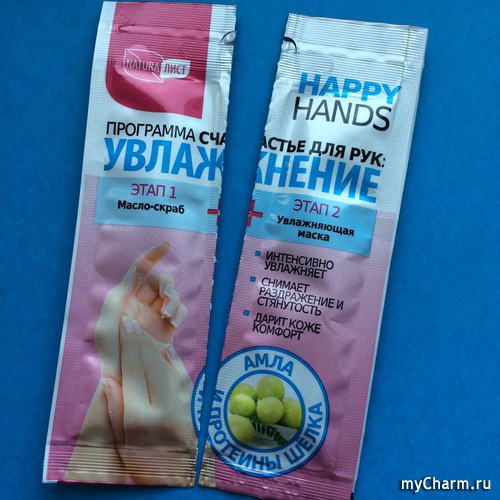 NATURA ЛИСТ
HAPPY
HANDS
ПРОГРАММА СЧАСТЬЕ ДЛЯ РУК:
УВЛАЖНЕНИЕ
ЭТАП 1
Масло-скраб
ЭТАП 2
Увлажняющая
маска
ИНТЕНСИВНО
УВЛАЖНЯЕТ
СНИМАЕТ
РАЗДРАЖЕНИЕ И
СТЯНУТОСТЬ
ДАРИТ КОЖЕ
КОМФОРТ
АМЛА
И ПРОТЕИНЫ ШЕЛКА
myCharm.ru